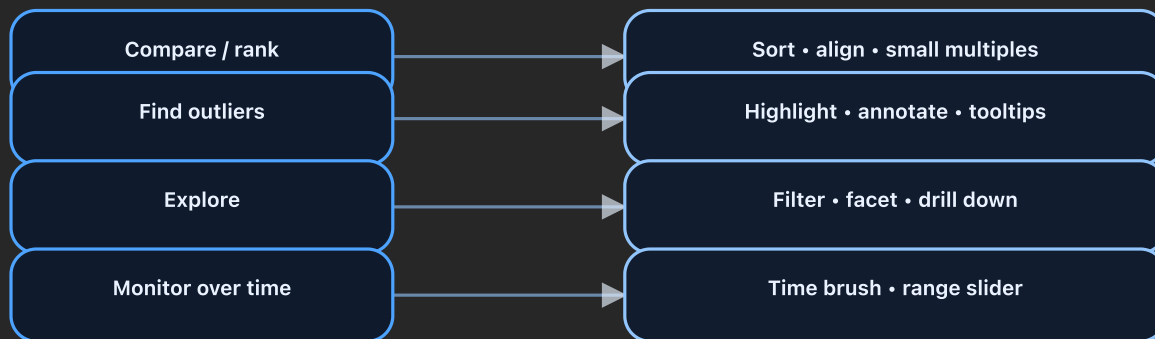 Compare / rank
Sort • align • small multiples
Find outliers
Highlight • annotate • tooltips
Explore
Filter • facet • drill down
Monitor over time
Time brush • range slider